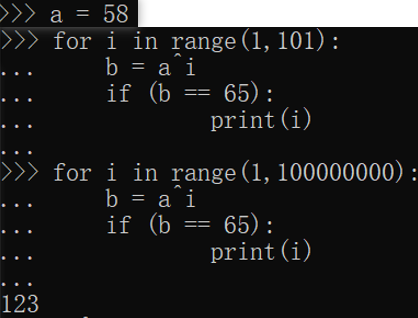 >>> a = 58
>>> for i in range(1,101):
...     b = a^i
...     if (b == 65):
...             print(i)
...
>>> for i in range(1,100000000):
...     b = a^i
...     if (b == 65):
...             print(i)
...
123